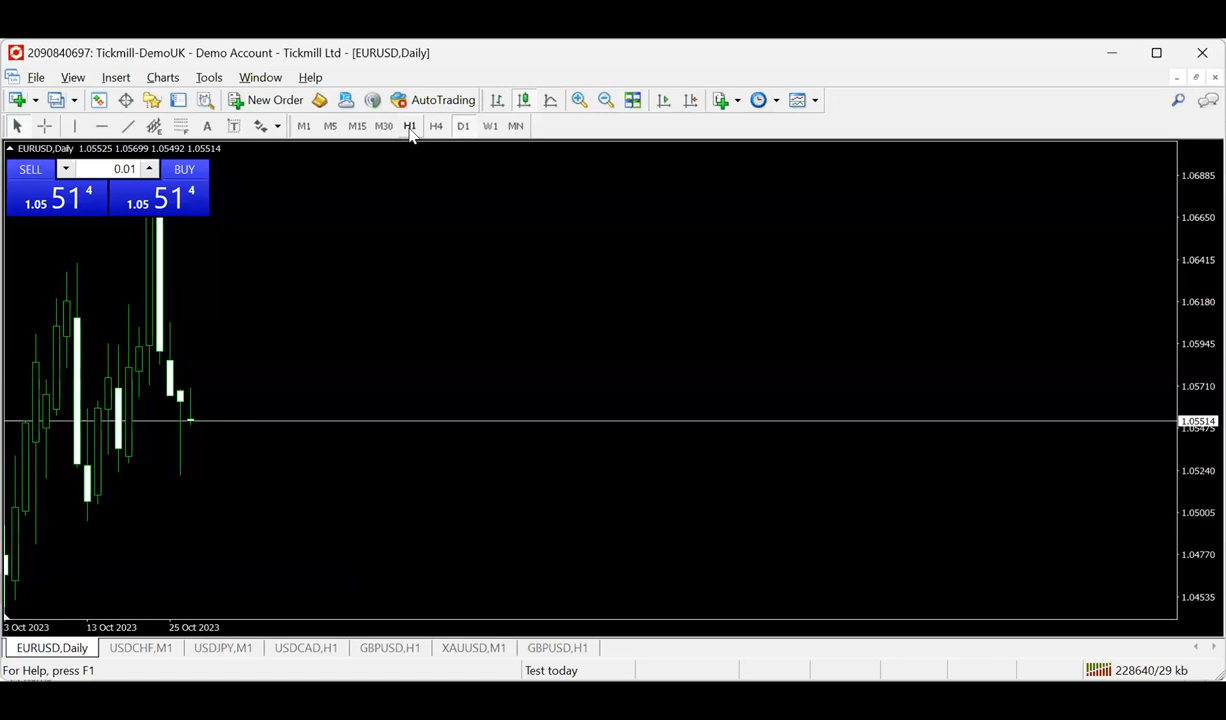 2090840697: Tickmill-DemoUK - Demo Account - Tickmill Ltd - [EURUSD,Daily]
File View Insert Charts Tools Window Help
New Order AutoTrading
A T M1 M5 M15 M30 H1 H4 D1 W1 MN
EURUSD,Daily 1.05525 1.05699 1.05492 1.05514
SELL 0.01 BUY
1.05 51 4 1.05 51 4
1.06885
1.06650
1.06415
1.06180
1.05945
1.05710
1.05514
1.05475
1.05240
1.05005
1.04770
1.04535
3 Oct 2023 13 Oct 2023 25 Oct 2023
EURUSD,Daily USDCHF,M1 USDJPY,M1 USDCAD,H1 GBPUSD,H1 XAUUSD,M1 GBPUSD,H1
For Help, press F1 Test today 228640/29 kb